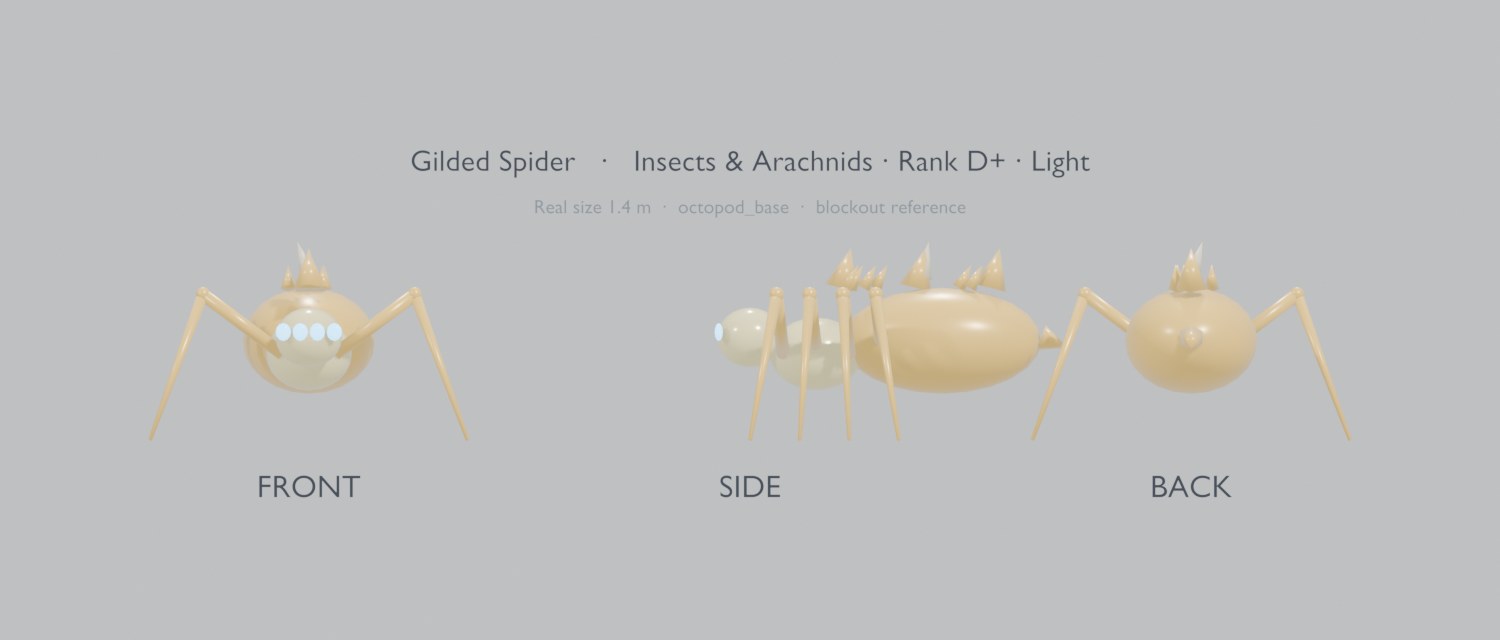 Gilded Spider · Insects & Arachnids · Rank D+ · Light
Real size 1.4 m · octopod_base · blockout reference
FRONT
SIDE
BACK